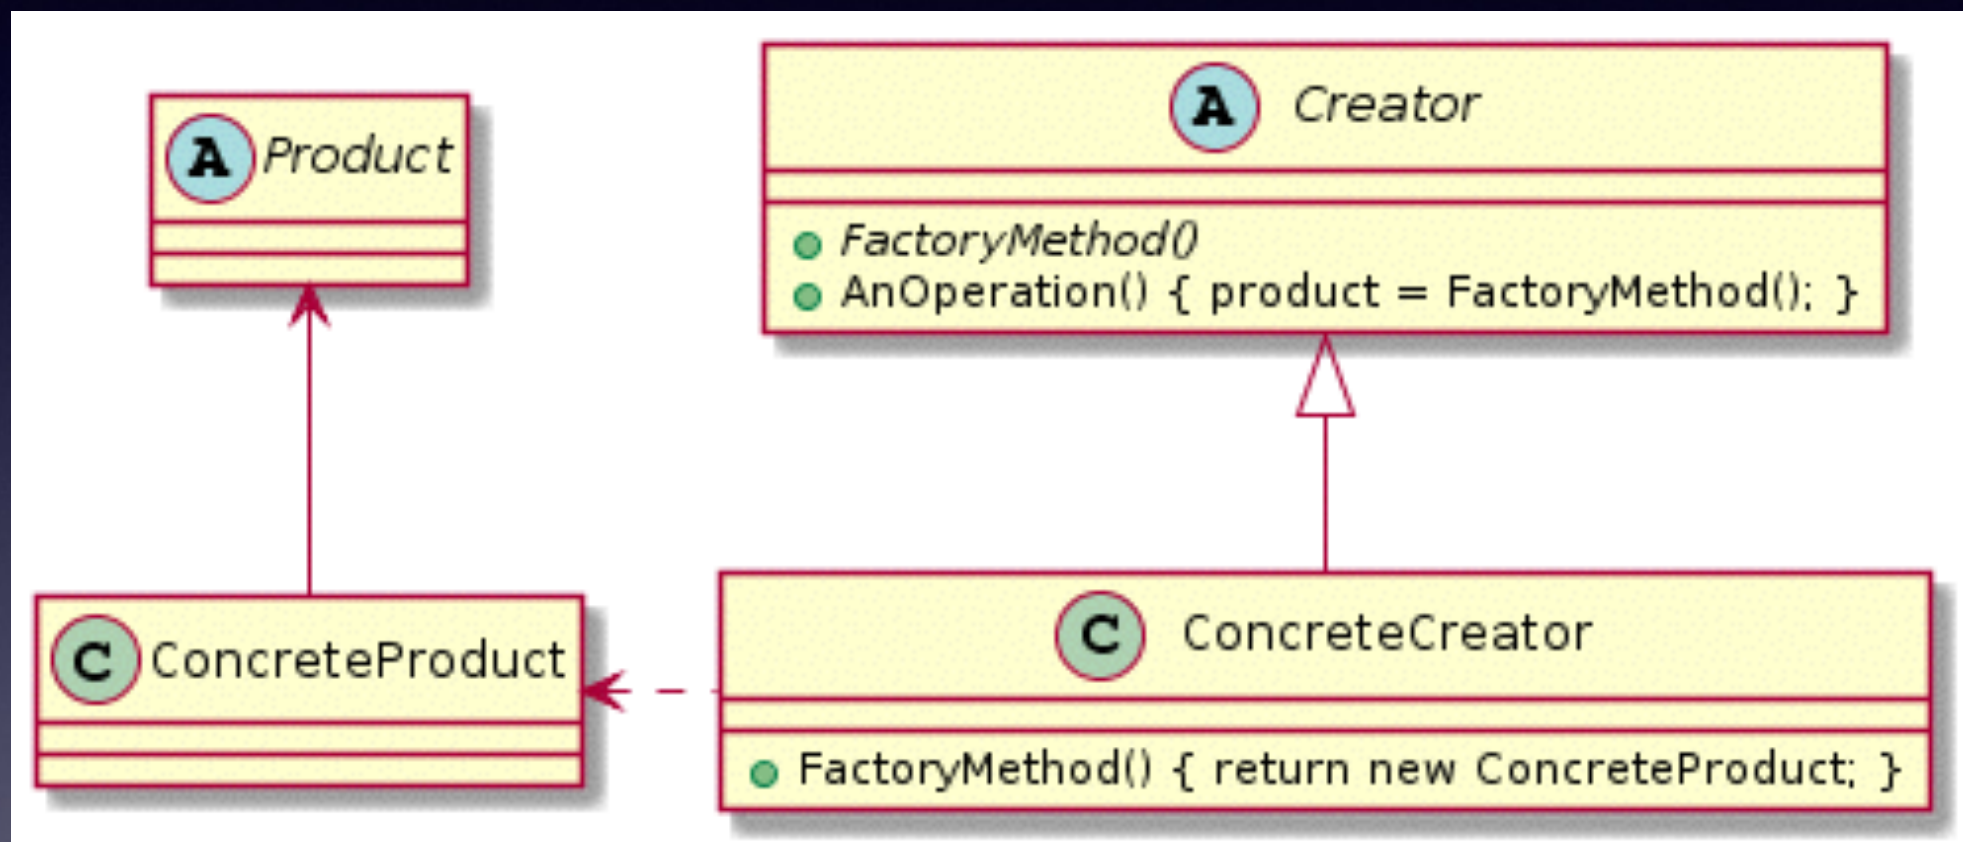 A Product
A Creator
FactoryMethod()
AnOperation() { product = FactoryMethod(); }
C ConcreteProduct
C ConcreteCreator
FactoryMethod() { return new ConcreteProduct; }